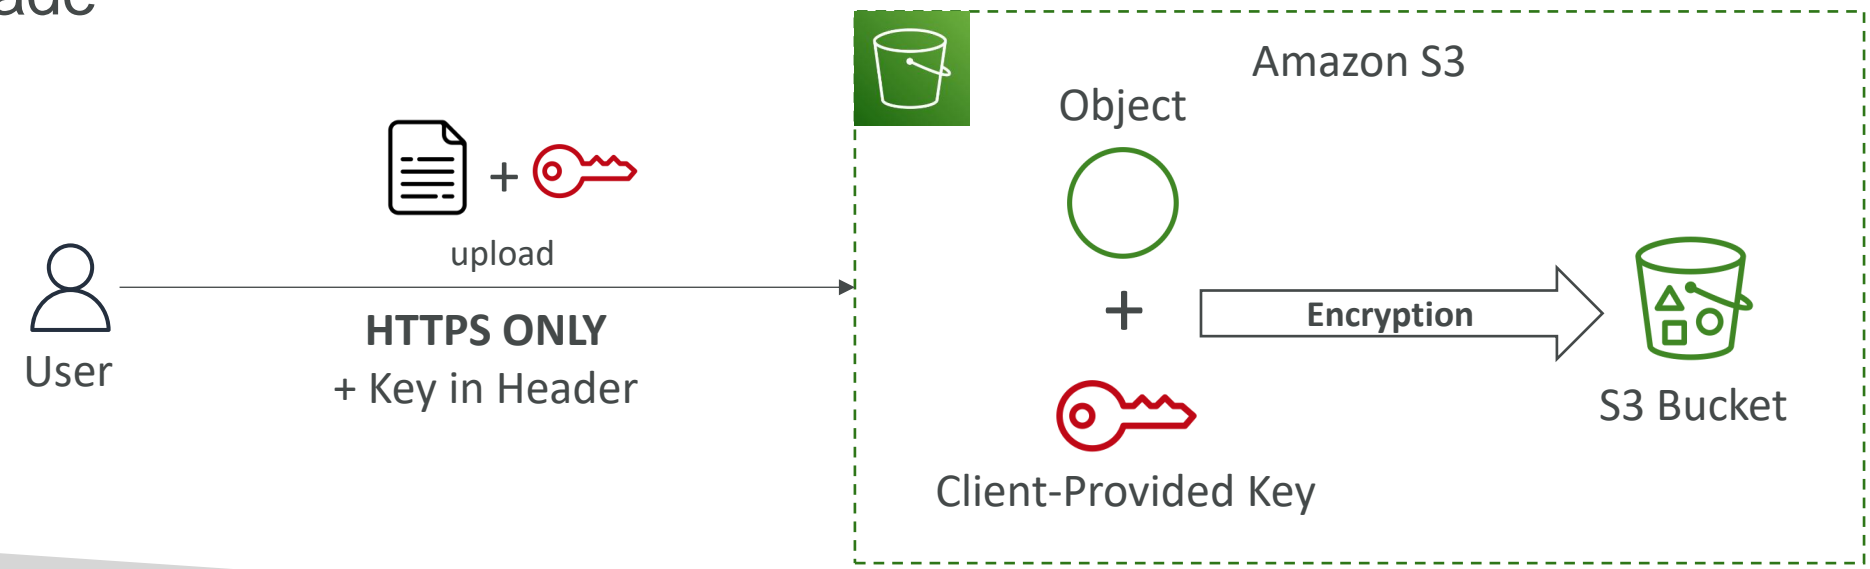 upload
HTTPS ONLY
+ Key in Header
User
Amazon S3
Object
+
+
Encryption
Client-Provided Key
S3 Bucket